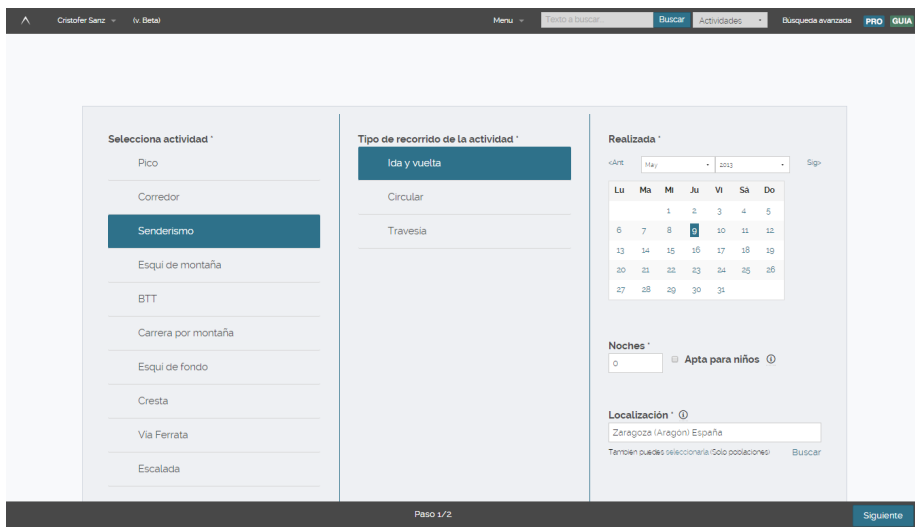 Cristofer Sanz (v. Beta) Menu Texto a buscar... Buscar Actividades Búsqueda avanzada PRO GUIA
Selecciona actividad *
Pico
Corredor
Senderismo
Esqui de montaña
BTT
Carrera por montaña
Esqui de fondo
Cresta
Via Ferrata
Escalada
Tipo de recorrido de la actividad *
Ida y vuelta
Circular
Travesía
Realizada *
<Ant May 2013 Sig>
Lu Ma Mi Ju Vi Sá Do
1 2 3 4 5
6 7 8 9 10 11 12
13 14 15 16 17 18 19
20 21 22 23 24 25 26
27 28 29 30 31
Noches *
0 Apta para niños
Localización *
Zaragoza (Aragón) España
También puedes seleccionarla (Solo poblaciones) Buscar
Paso 1/2 Siguiente